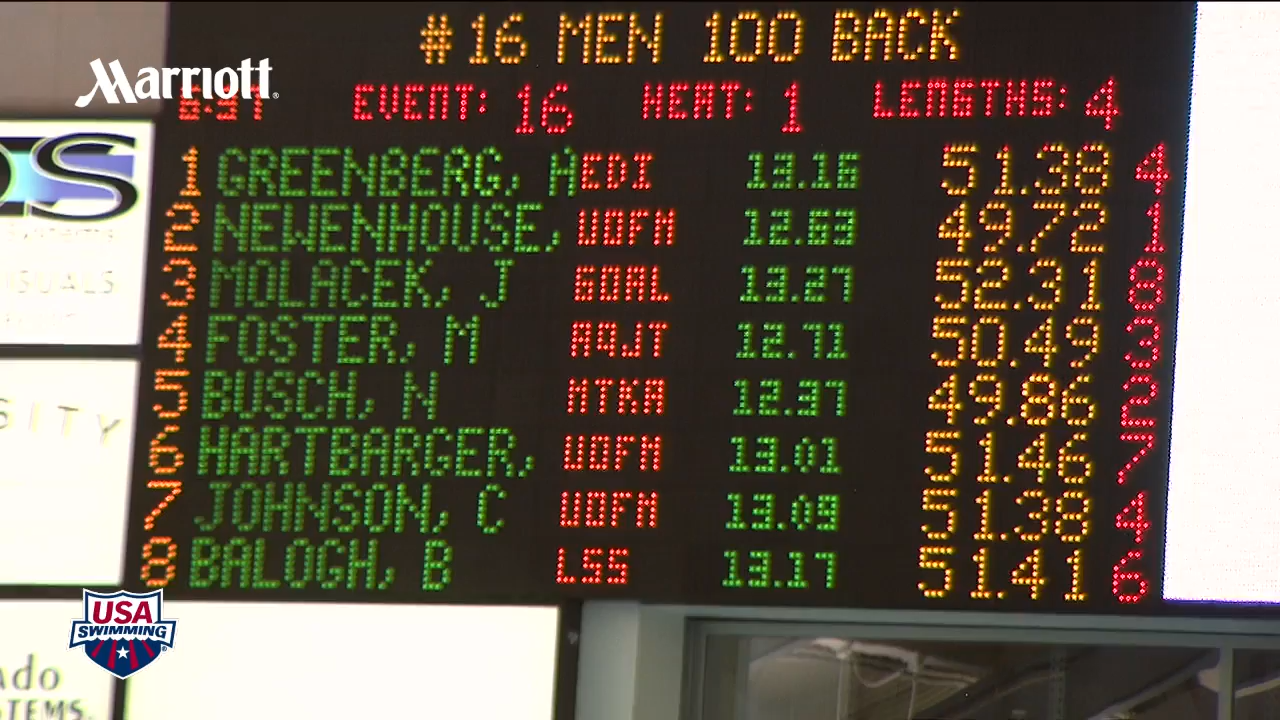 #16 MEN 100 BACK
Marriott
EVENT: 16 HEAT: 1 LENGTHS: 4
1 GREENBERG, A EDI 13.15 51.38 4
2 NEWENHOUSE, UOFM 12.63 49.72 1
3 MOLACEK, J GOAL 13.27 52.31 8
4 FOSTER, M AQJT 12.71 50.49 3
5 BUSCH, N MTKA 12.37 49.86 2
6 HARTBARGER, UOFM 13.01 51.46 7
7 JOHNSON, C UOFM 13.09 51.38 4
8 BALOGH, B LSS 13.17 51.41 6
USA
SWIMMING